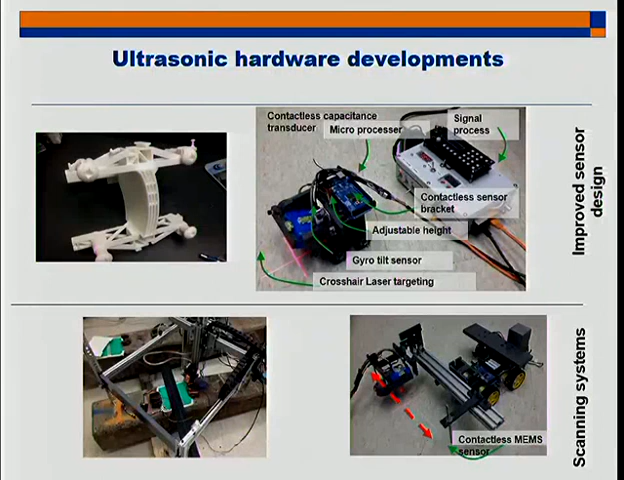 Ultrasonic hardware developments
Contactless capacitance
transducer
Micro processer
Signal
process
Contactless sensor
bracket
Adjustable height
Gyro tilt sensor
Crosshair Laser targeting
Improved sensor
design
Contactless MEMS
sensor
Scanning systems